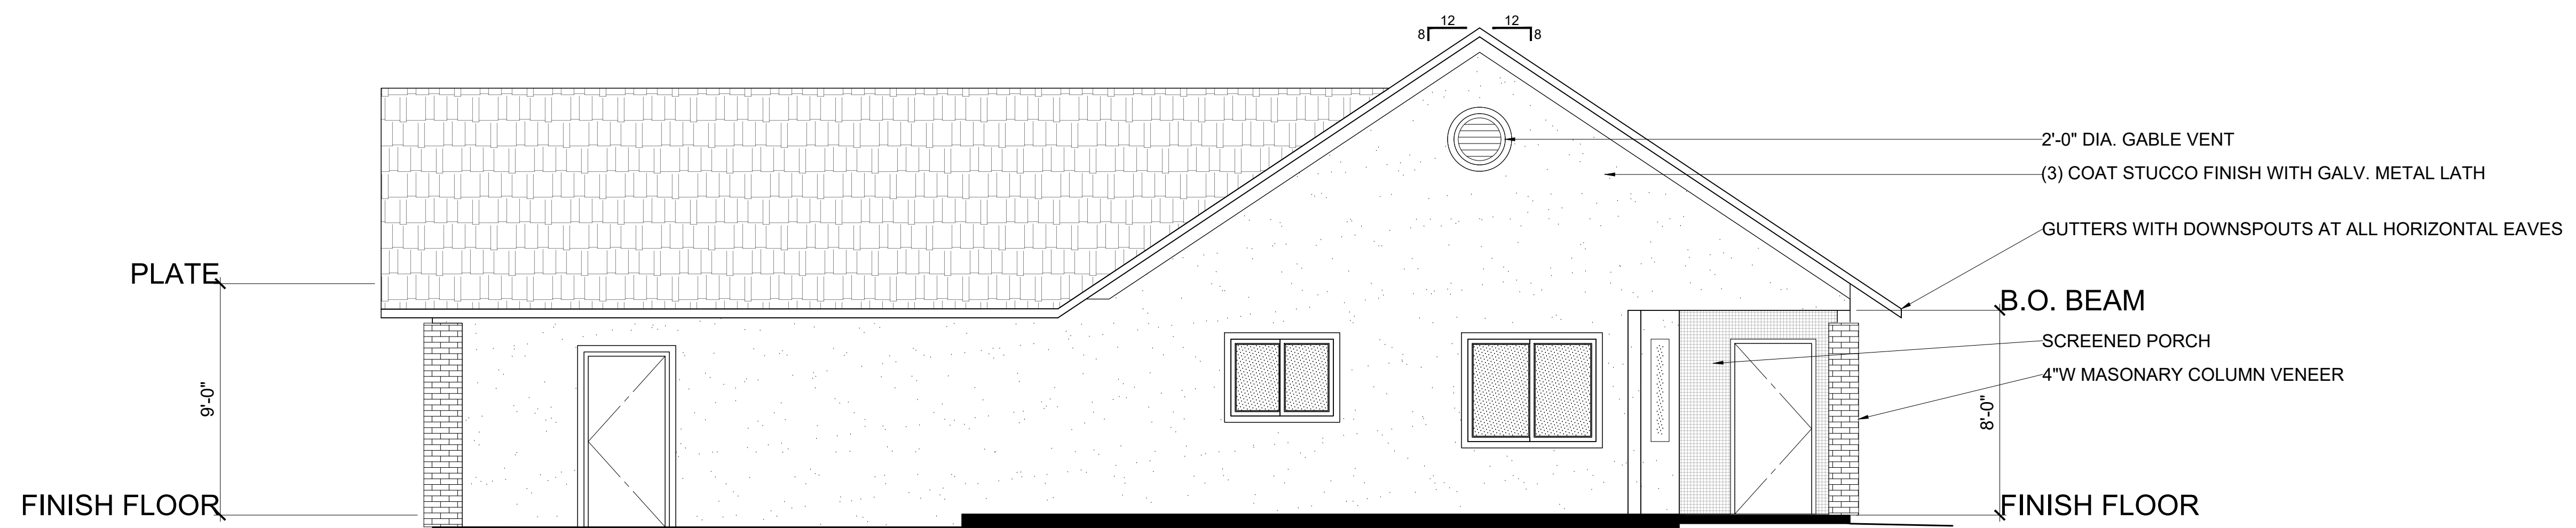 12 12
8 8
2'-0" DIA. GABLE VENT
(3) COAT STUCCO FINISH WITH GALV. METAL LATH
GUTTERS WITH DOWNSPOUTS AT ALL HORIZONTAL EAVES
PLATE
B.O. BEAM
SCREENED PORCH
4"W MASONARY COLUMN VENEER
9'-0"
8'-0"
FINISH FLOOR
FINISH FLOOR